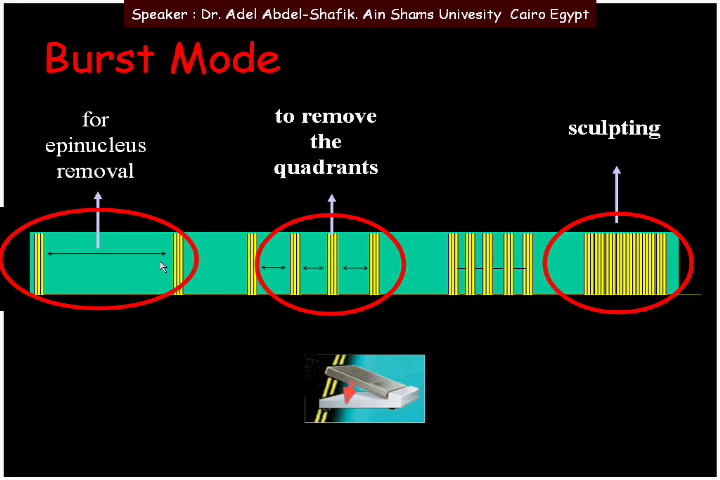 Speaker : Dr. Adel Abdel-Shafik. Ain Shams Univesity  Cairo Egypt
Burst Mode
for
epinucleus
removal
to remove
the
quadrants
sculpting